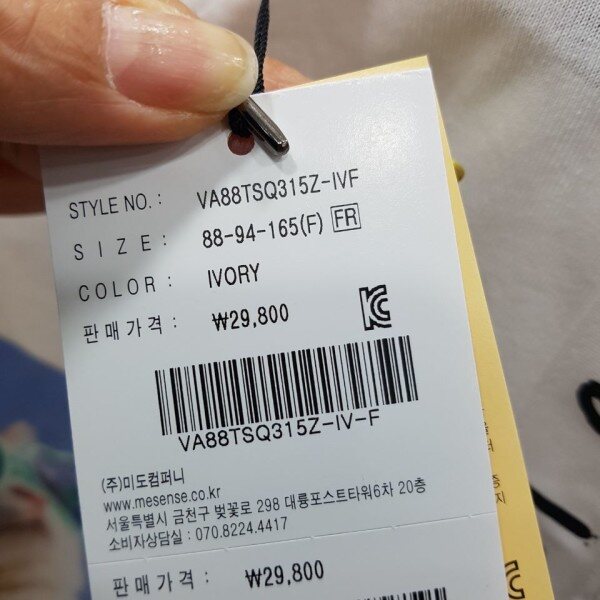 STYLE NO. : VA88TSQ315Z-IVF
SIZE : 88-94-165(F) FR
COLOR : IVORY
판매가격 : ₩29,800
VA88TSQ315Z-IV-F
(주)미도컴퍼니
www.mesense.co.kr
서울특별시 금천구 벚꽃로 298 대륭포스트타워6차 20층
소비자상담실 : 070.8224.4417
판매가격 : ₩29,800